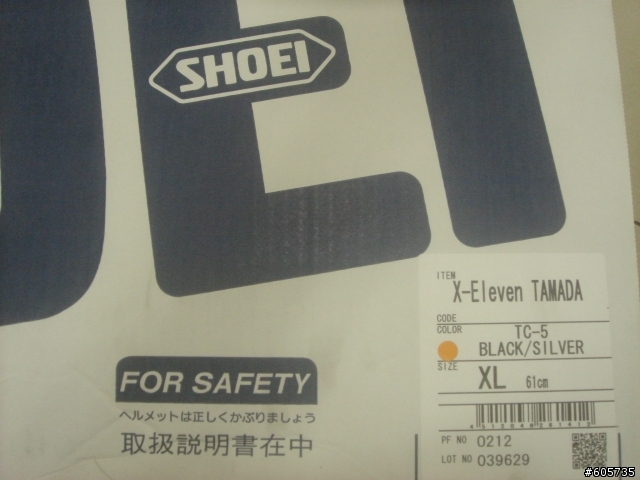 SHOEI
OEI
ITEM
X-Eleven TAMADA
CODE
COLOR TC-5
BLACK/SILVER
SIZE
XL 61cm
FOR SAFETY
ヘルメットは正しくかぶりましょう
取扱説明書在中
PF NO 0212
LOT NO 039629
#605735